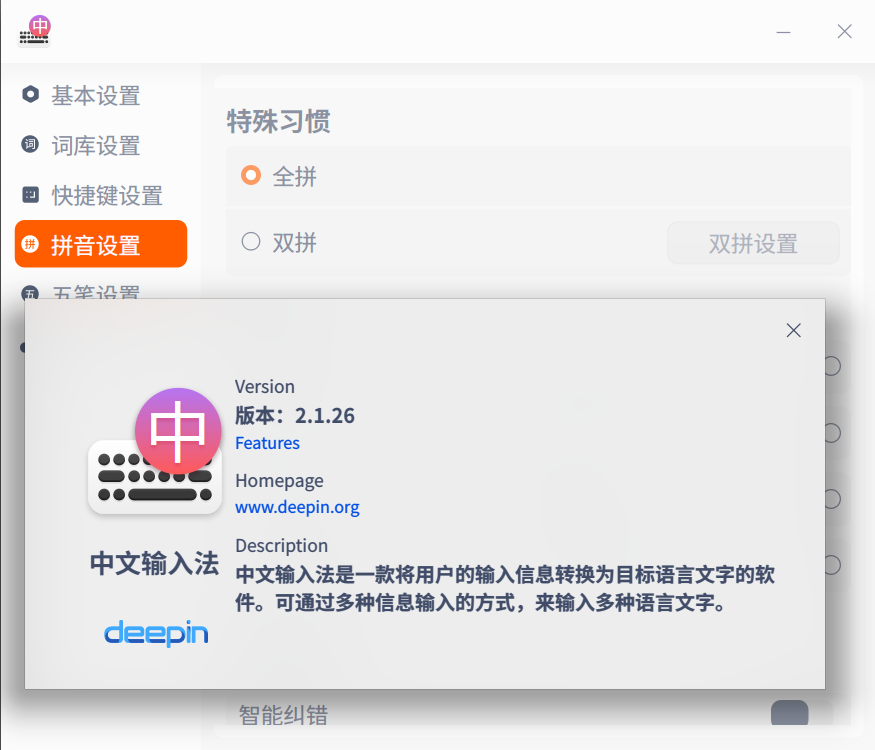 中
基本设置
词
词库设置
快捷键设置
拼
拼音设置
五
五笔设置
特殊习惯
全拼
双拼
双拼设置
中
中文输入法
deepin
Version
版本：2.1.26
Features
Homepage
www.deepin.org
Description
中文输入法是一款将用户的输入信息转换为目标语言文字的软
件。可通过多种信息输入的方式，来输入多种语言文字。
智能纠错